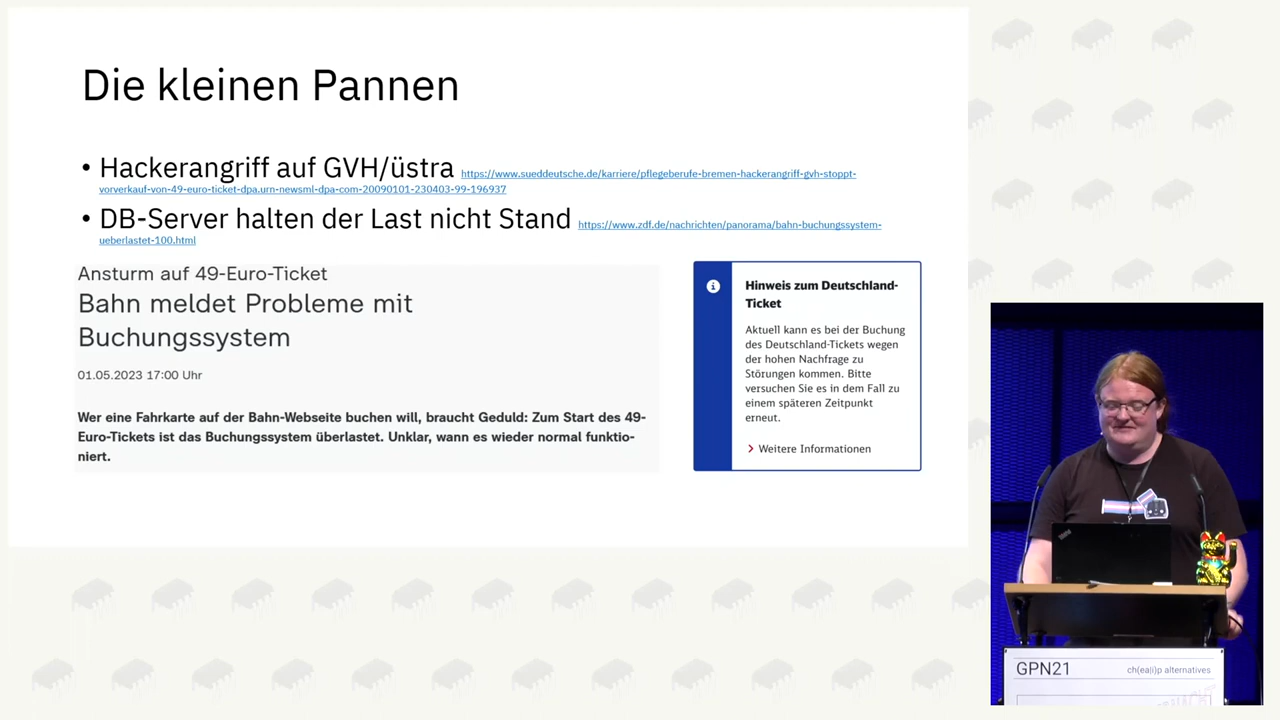 Die kleinen Pannen
• Hackerangriff auf GVH/üstra https://www.sueddeutsche.de/karriere/pflegeberufe-bremen-hackerangriff-gvh-stoppt-
vorverkauf-von-49-euro-ticket-dpa.urn-newsml-dpa-com-20090101-230403-99-196937
• DB-Server halten der Last nicht Stand https://www.zdf.de/nachrichten/panorama/bahn-buchungssystem-
ueberlastet-100.html
Ansturm auf 49-Euro-Ticket
Bahn meldet Probleme mit
Buchungssystem
01.05.2023 17:00 Uhr
Wer eine Fahrkarte auf der Bahn-Webseite buchen will, braucht Geduld: Zum Start des 49-
Euro-Tickets ist das Buchungssystem überlastet. Unklar, wann es wieder normal funktio-
niert.
Hinweis zum Deutschland-
Ticket
Aktuell kann es bei der Buchung
des Deutschland-Tickets wegen
der hohen Nachfrage zu
Störungen kommen. Bitte
versuchen Sie es in dem Fall zu
einem späteren Zeitpunkt
erneut.
Weitere Informationen
GPN21
ch(ea|i)p alternatives